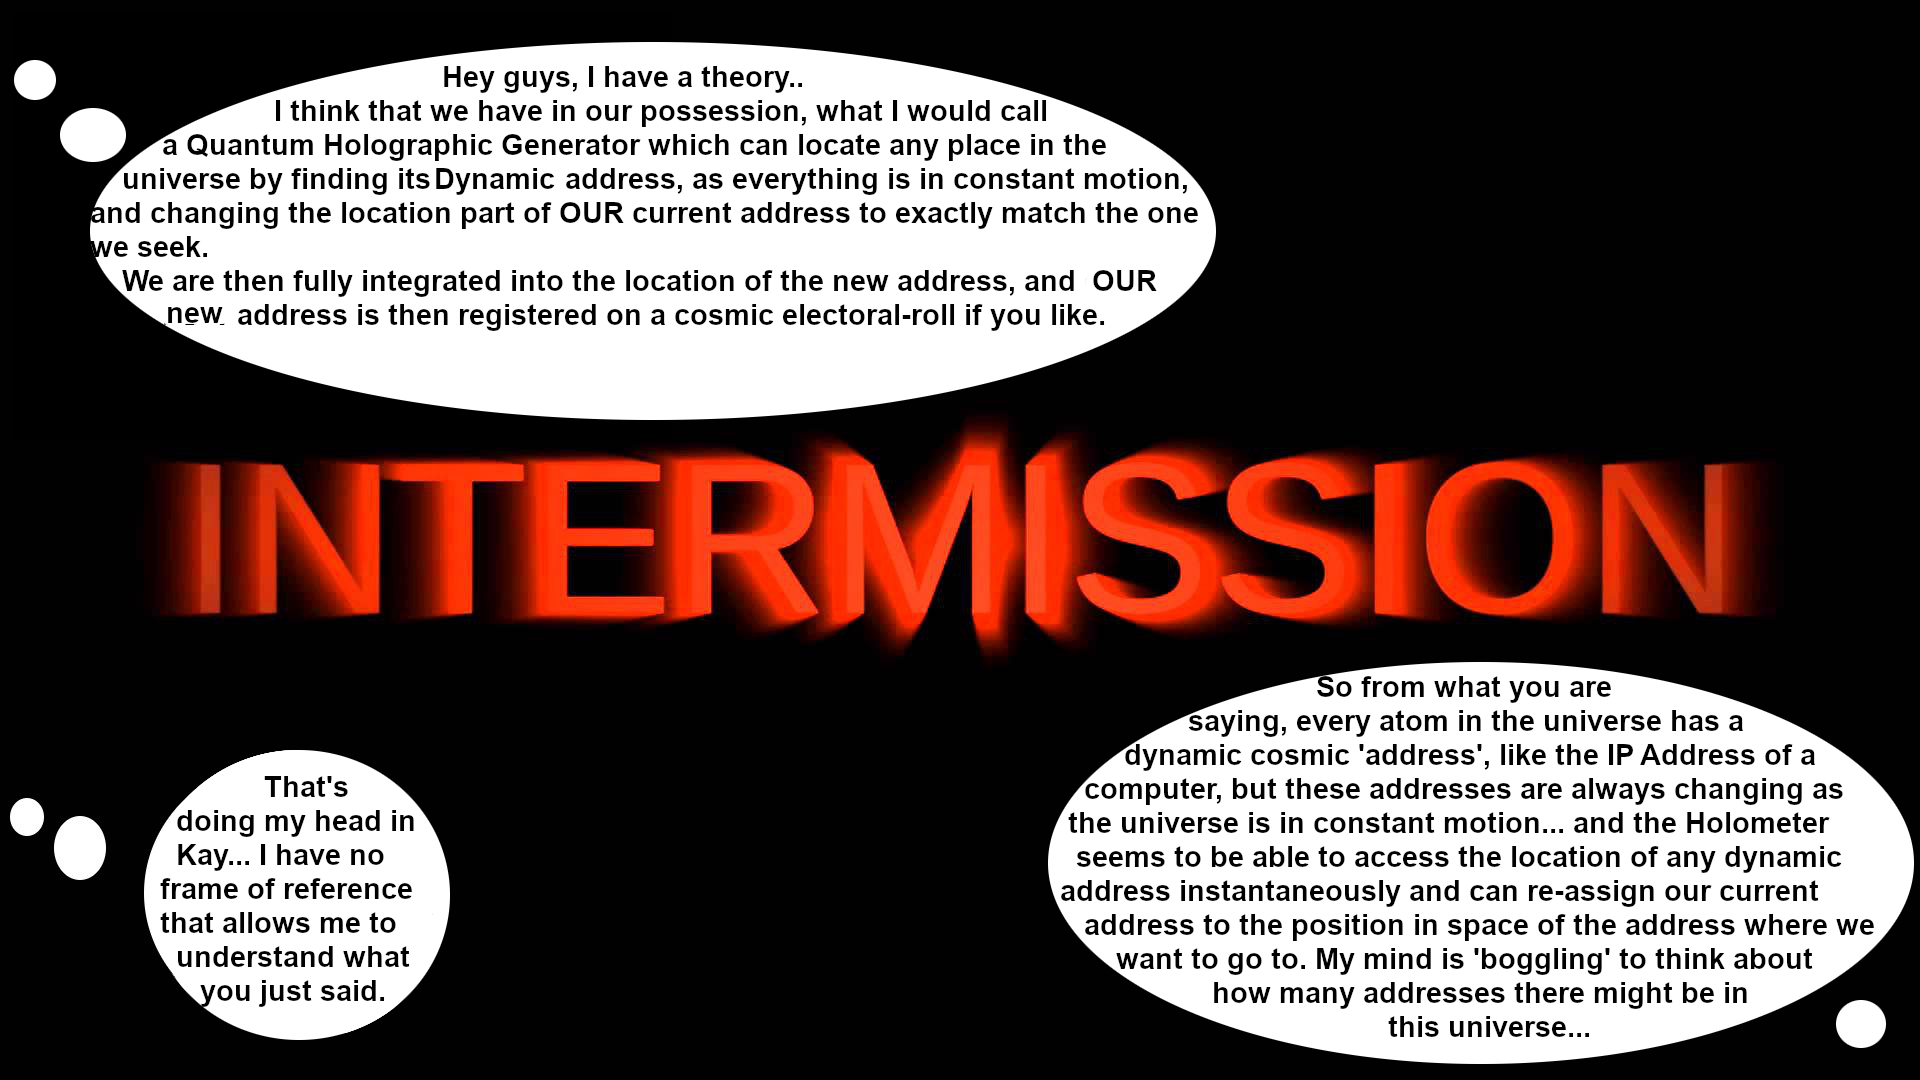 Hey guys, I have a theory..
I think that we have in our possession, what I would call
a Quantum Holographic Generator which can locate any place in the
universe by finding its Dynamic address, as everything is in constant motion,
and changing the location part of OUR current address to exactly match the one
we seek.
We are then fully integrated into the location of the new address, and OUR
new address is then registered on a cosmic electoral-roll if you like.
INTERMISSION
That's
doing my head in
Kay... I have no
frame of reference
that allows me to
understand what
you just said.
So from what you are
saying, every atom in the universe has a
dynamic cosmic 'address', like the IP Address of a
computer, but these addresses are always changing as
the universe is in constant motion... and the Holometer
seems to be able to access the location of any dynamic
address instantaneously and can re-assign our current
address to the position in space of the address where we
want to go to. My mind is 'boggling' to think about
how many addresses there might be in
this universe...